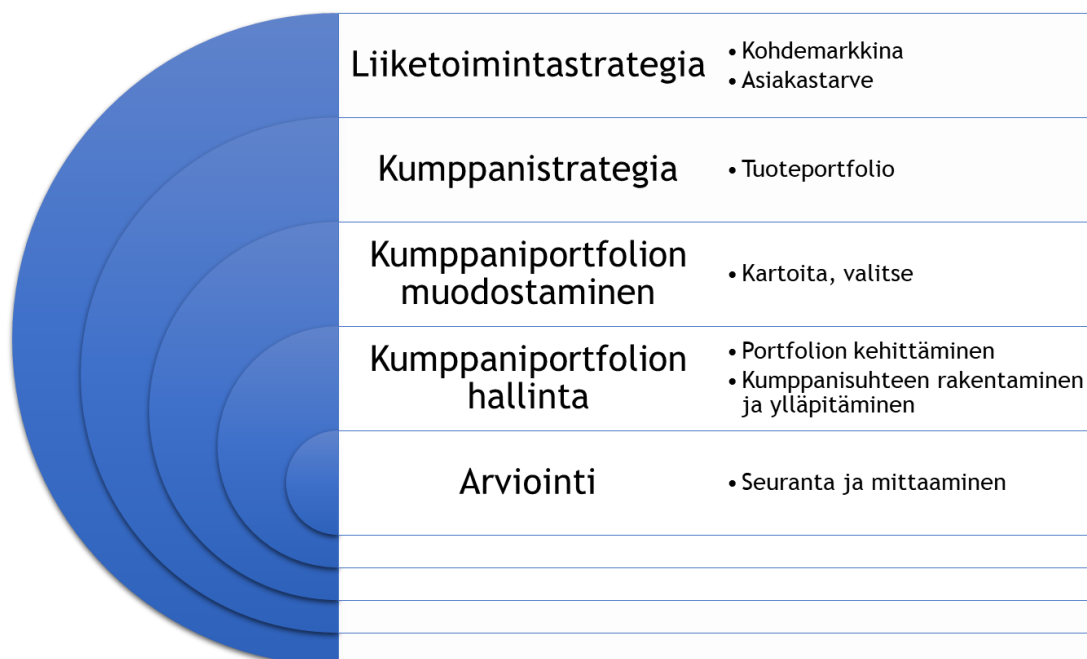 Liiketoimintastrategia
• Kohdemarkkina
• Asiakastarve
Kumppanistrategia
• Tuoteportfolio
Kumppaniportfolion
muodostaminen
• Kartoita, valitse
Kumppaniportfolion
hallinta
• Portfolion kehittäminen
• Kumppanisuhteen rakentaminen
ja ylläpitäminen
Arviointi
• Seuranta ja mittaaminen